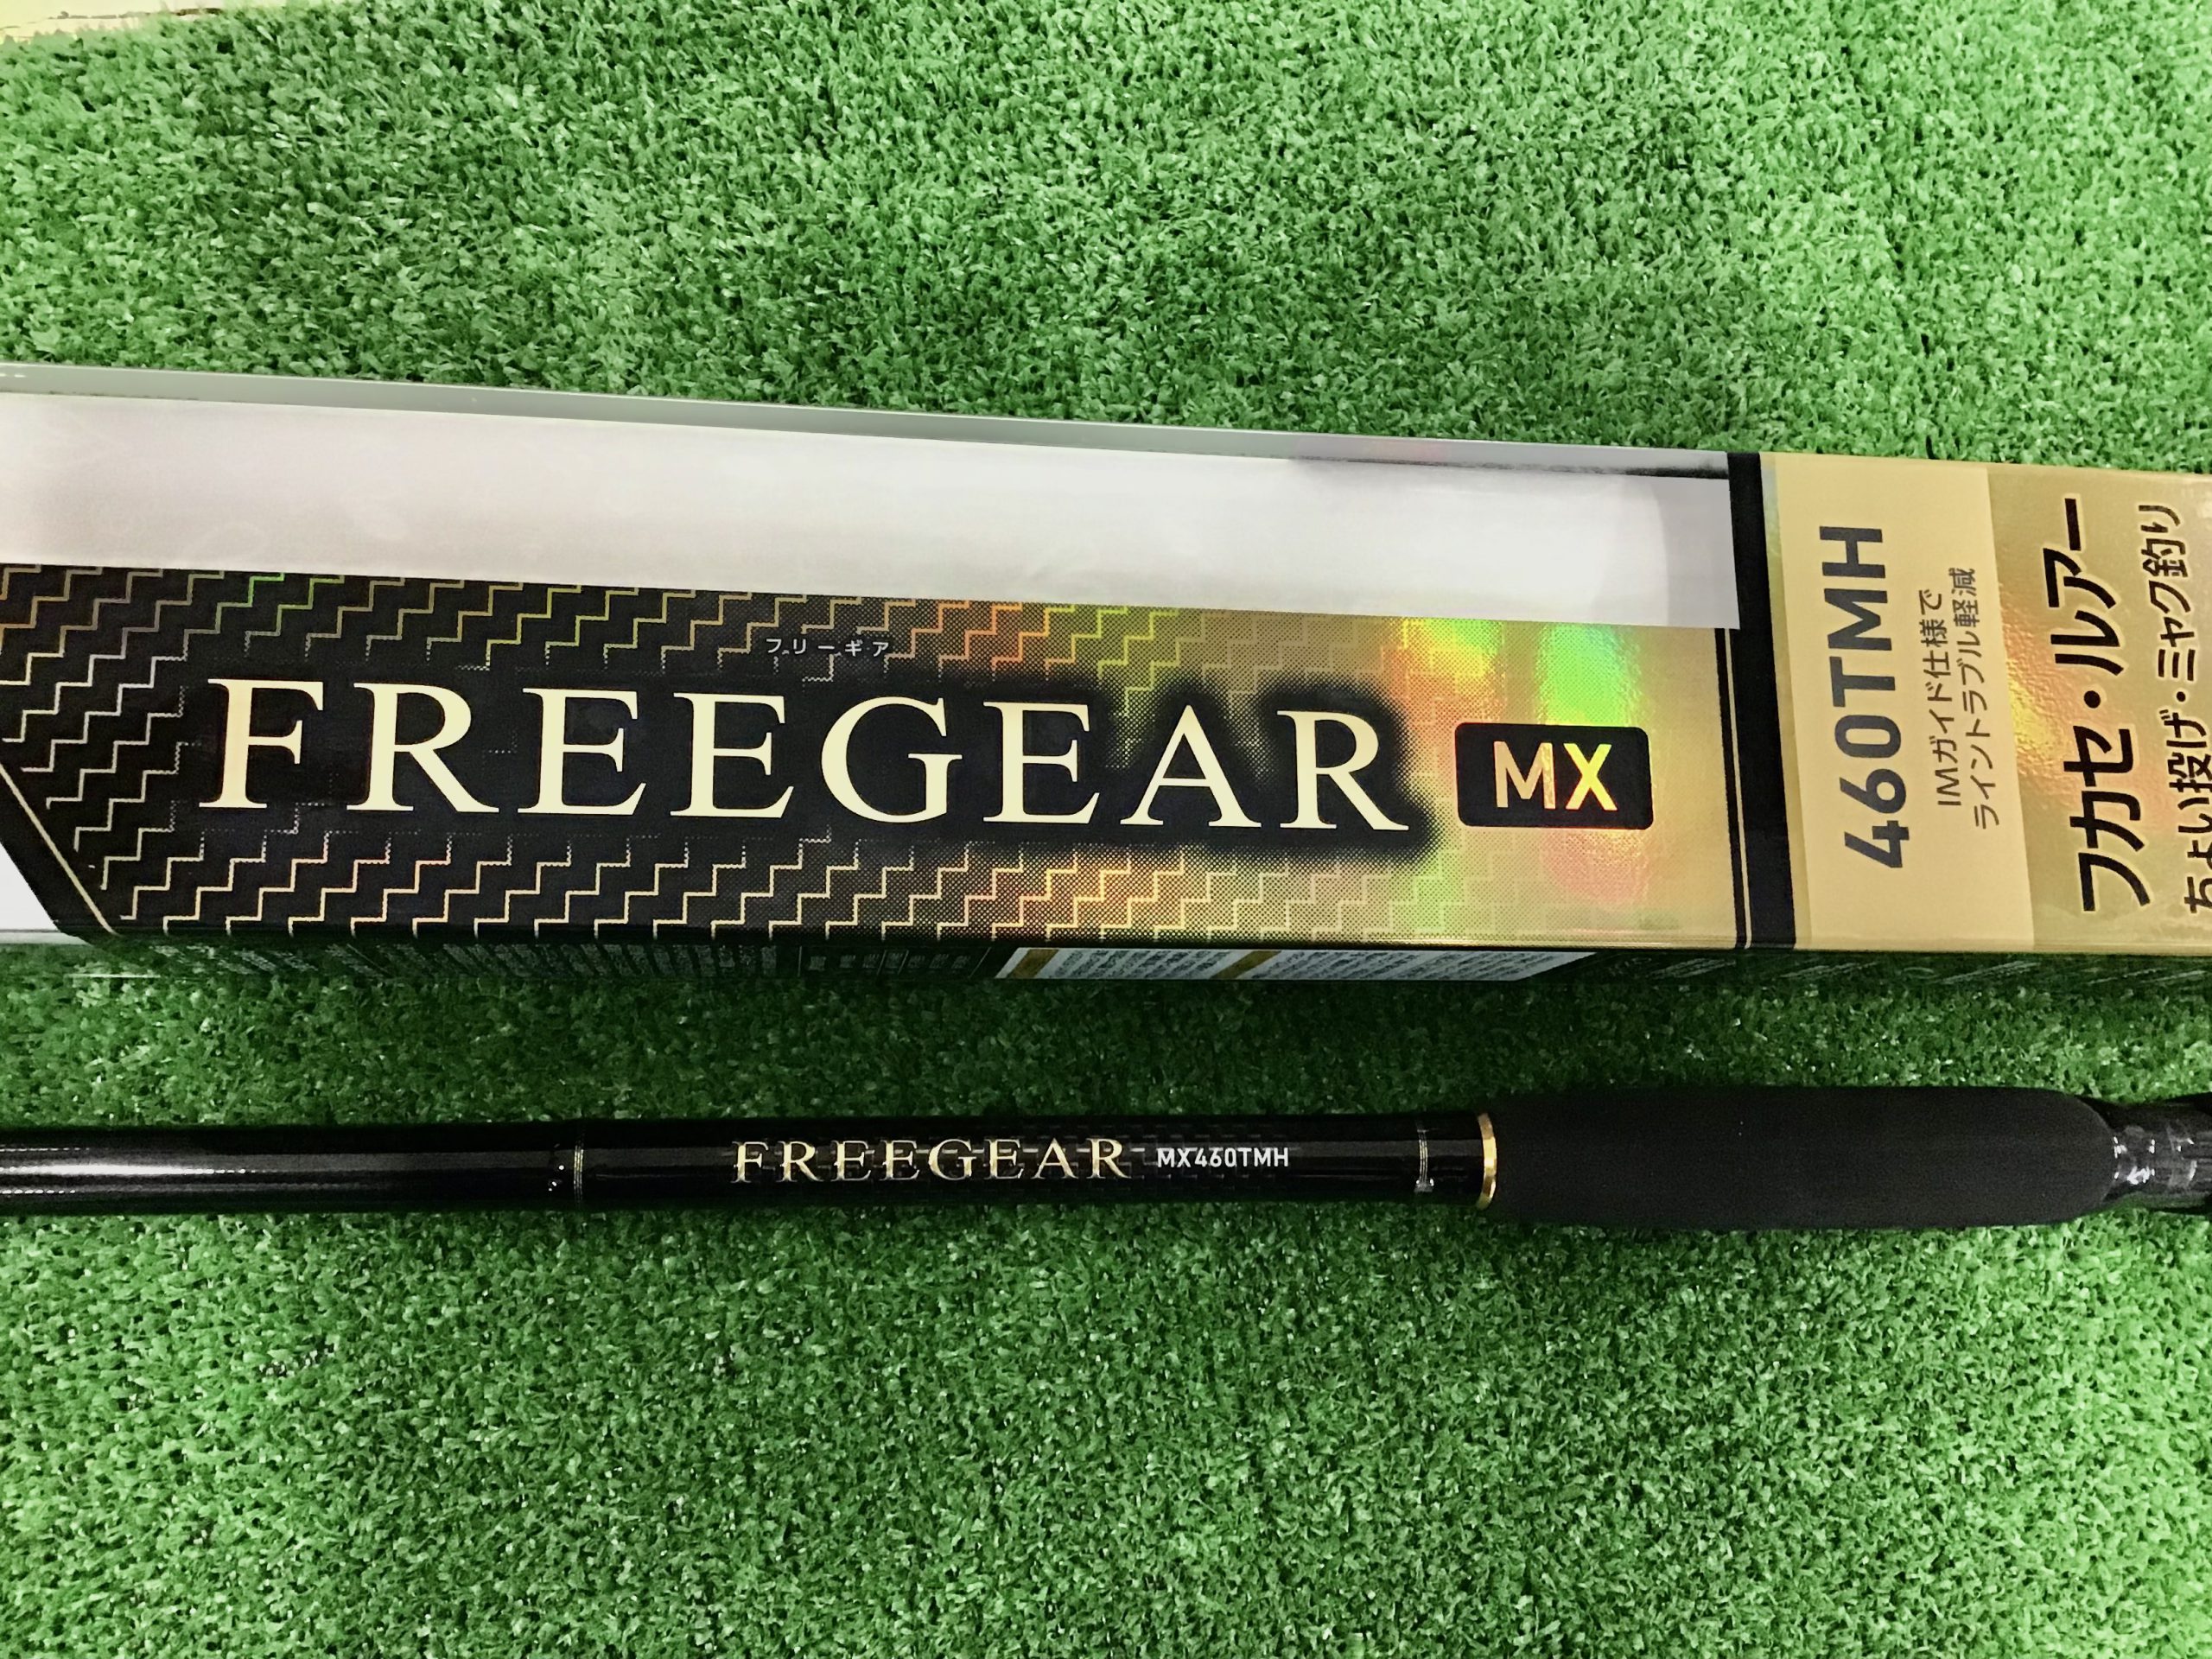 フリーギア
FREEGEAR MX
460TMH
IMガイド仕様で
ライントラブル軽減
フカセ・ルアー
ちょい投げ・ミャク釣り
FREEGEAR MX460TMH